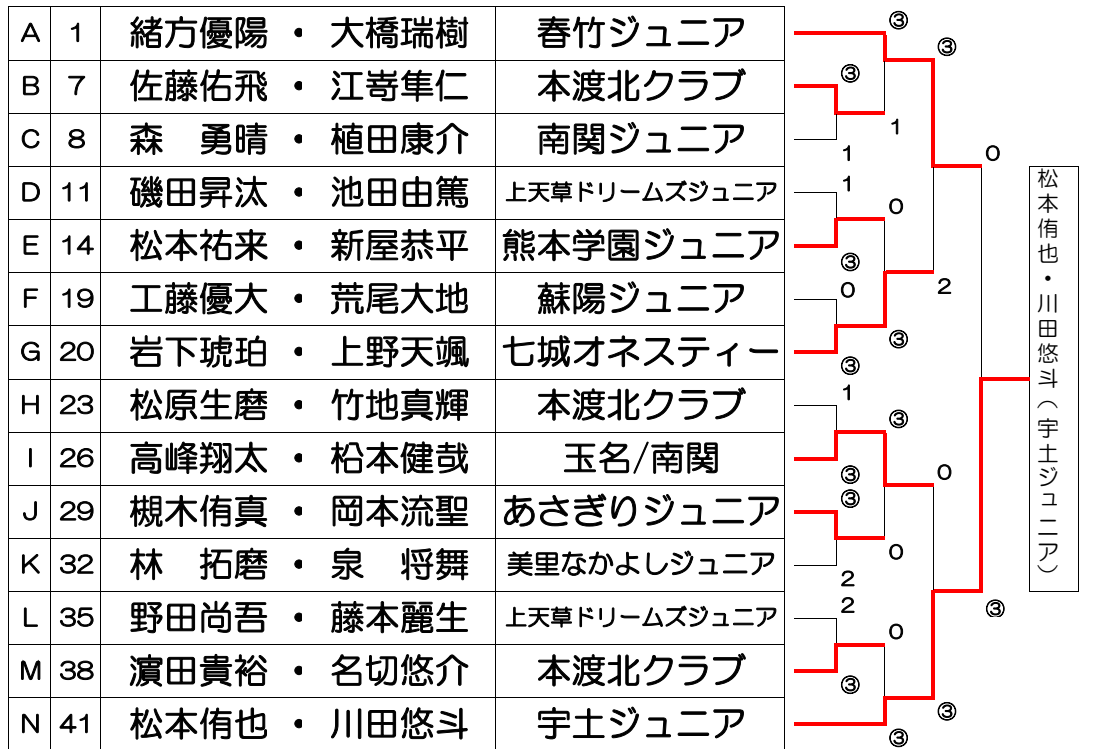 A 1 緒方優陽 ・ 大橋瑞樹 春竹ジュニア
B 7 佐藤佑飛 ・ 江嵜隼仁 本渡北クラブ
C 8 森　勇晴 ・ 植田康介 南関ジュニア
D 11 磯田昇汰 ・ 池田由篤 上天草ドリームズジュニア
E 14 松本祐来 ・ 新屋恭平 熊本学園ジュニア
F 19 工藤優大 ・ 荒尾大地 蘇陽ジュニア
G 20 岩下琥珀 ・ 上野天颯 七城オネスティー
H 23 松原生磨 ・ 竹地真輝 本渡北クラブ
I 26 高峰翔太 ・ 枩本健哉 玉名/南関
J 29 槻木侑真 ・ 岡本流聖 あさぎりジュニア
K 32 林　拓磨 ・ 泉　将舞 美里なかよしジュニア
L 35 野田尚吾 ・ 藤本麗生 上天草ドリームズジュニア
M 38 濵田貴裕 ・ 名切悠介 本渡北クラブ
N 41 松本侑也 ・ 川田悠斗 宇土ジュニア
③
③
③
1
0
1
1
0
③
0
2
③
③
1
③
0
③
③
0
2
2
③
0
③
③
③
松本侑也・川田悠斗（宇土ジュニア）